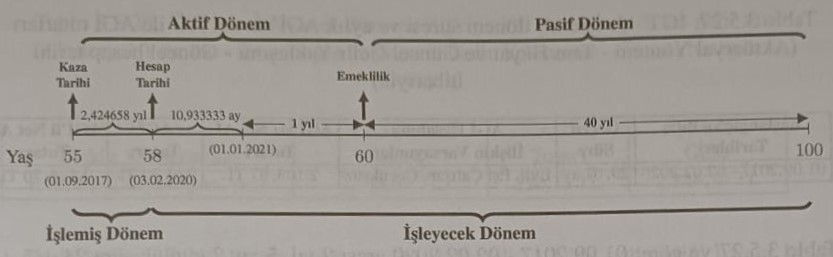 Aktif Dönem Pasif Dönem
Kaza Tarihi
Hesap Tarihi
Emeklilik
2,424658 yıl 10,933333 ay 1 yıl 40 yıl
Yaş 55 58 (01.01.2021) 60 100
(01.09.2017) (03.02.2020)
İşlemiş Dönem İşleyecek Dönem